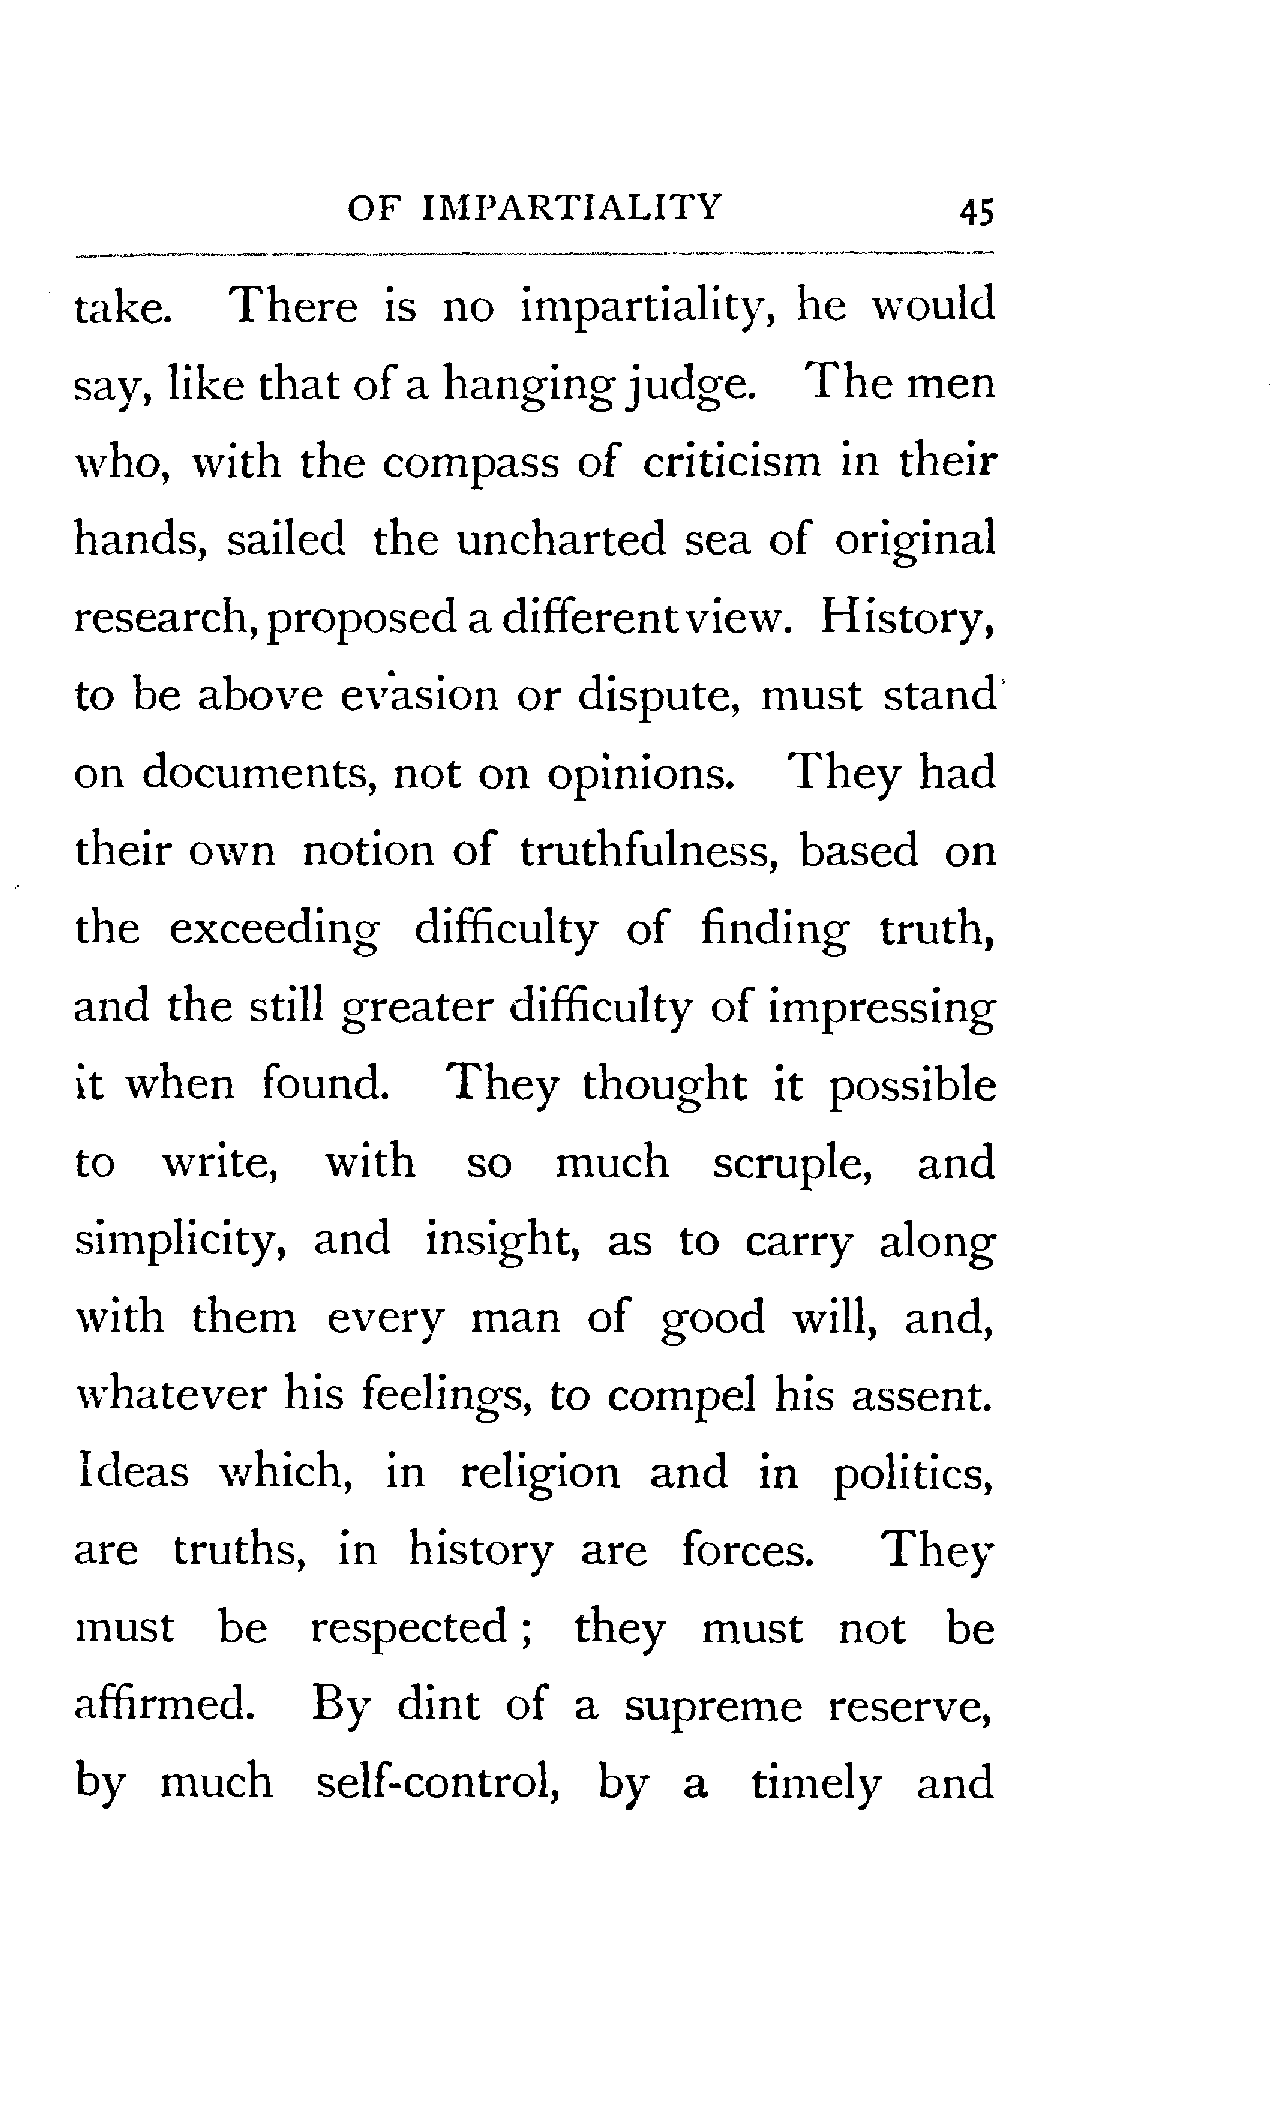 OF IMPARTIALITY 45
take. There is no impartiality, he would
say, like that of a hanging judge. The men
who, with the compass of criticism in their
hands, sailed the uncharted sea of original
research, proposed a different view. History,
to be above evasion or dispute, must stand
on documents, not on opinions. They had
their own notion of truthfulness, based on
the exceeding difficulty of finding truth,
and the still greater difficulty of impressing
it when found. They thought it possible
to write, with so much scruple, and
simplicity, and insight, as to carry along
with them every man of good will, and,
whatever his feelings, to compel his assent.
Ideas which, in religion and in politics,
are truths, in history are forces. They
must be respected ; they must not be
affirmed. By dint of a supreme reserve,
by much self-control, by a timely and